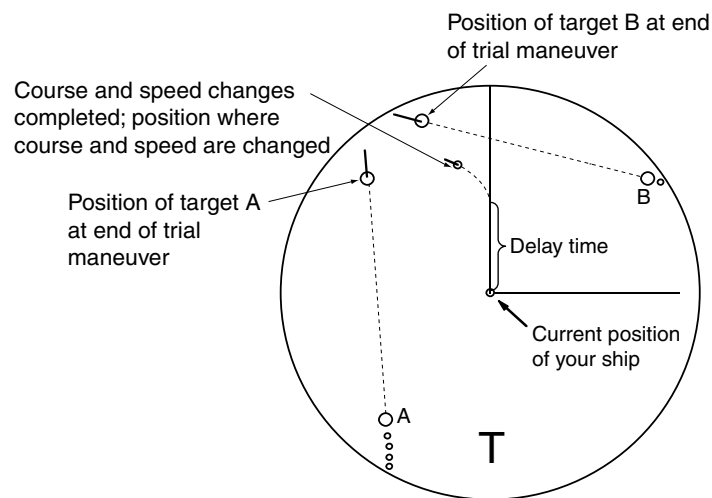 Position of target B at end
of trial maneuver
Course and speed changes
completed; position where
course and speed are changed
Position of target A
at end of trial
maneuver
B
Delay time
Current position
of your ship
A
T